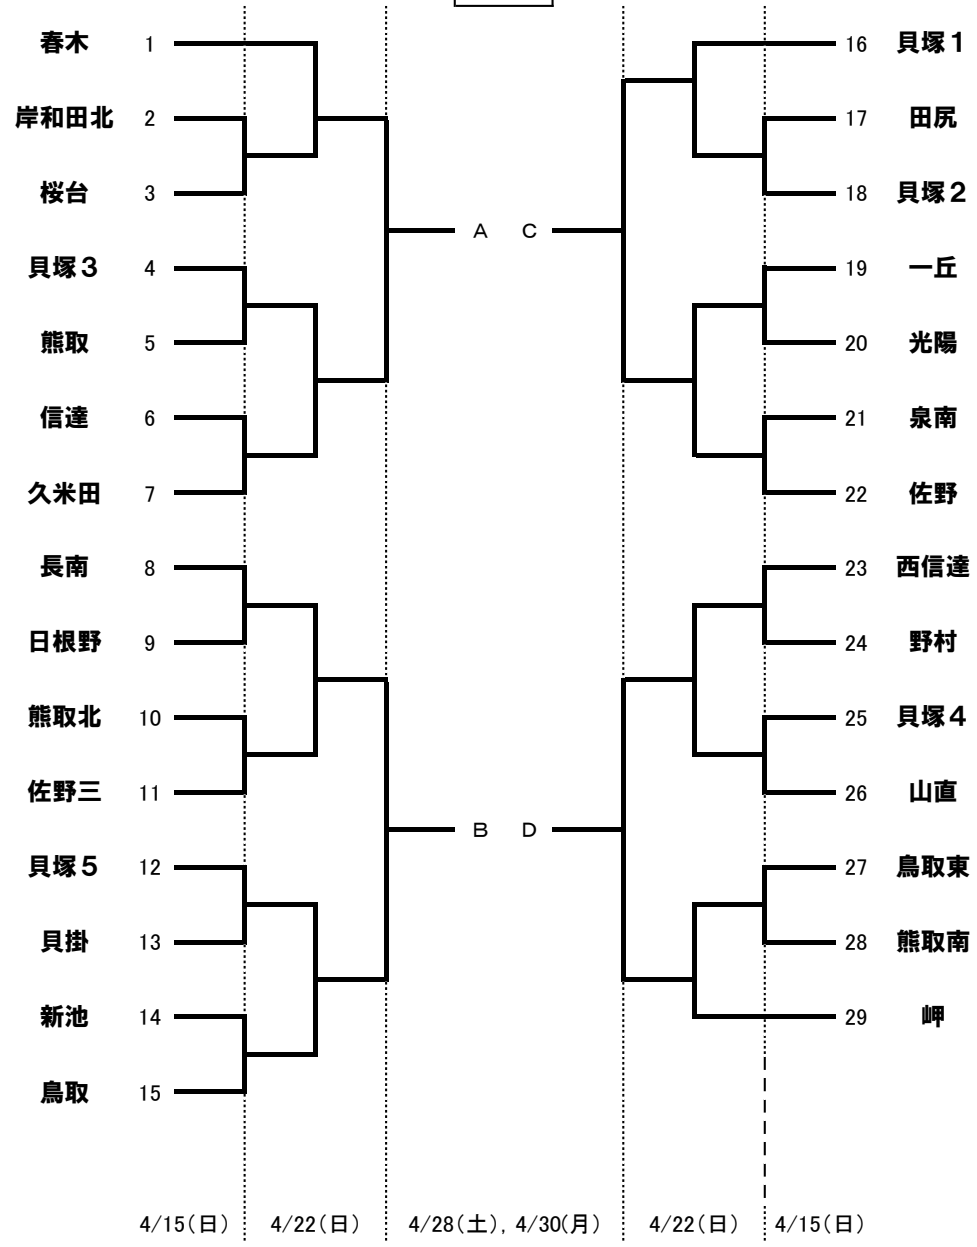 春木 1
岸和田北 2
桜台 3
貝塚３ 4
熊取 5
信達 6
久米田 7
長南 8
日根野 9
熊取北 10
佐野三 11
貝塚５ 12
貝掛 13
新池 14
鳥取 15
A C
B D
16 貝塚１
17 田尻
18 貝塚２
19 一丘
20 光陽
21 泉南
22 佐野
23 西信達
24 野村
25 貝塚４
26 山直
27 鳥取東
28 熊取南
29 岬
4/15(日) 4/22(日) 4/28(土), 4/30(月) 4/22(日) 4/15(日)